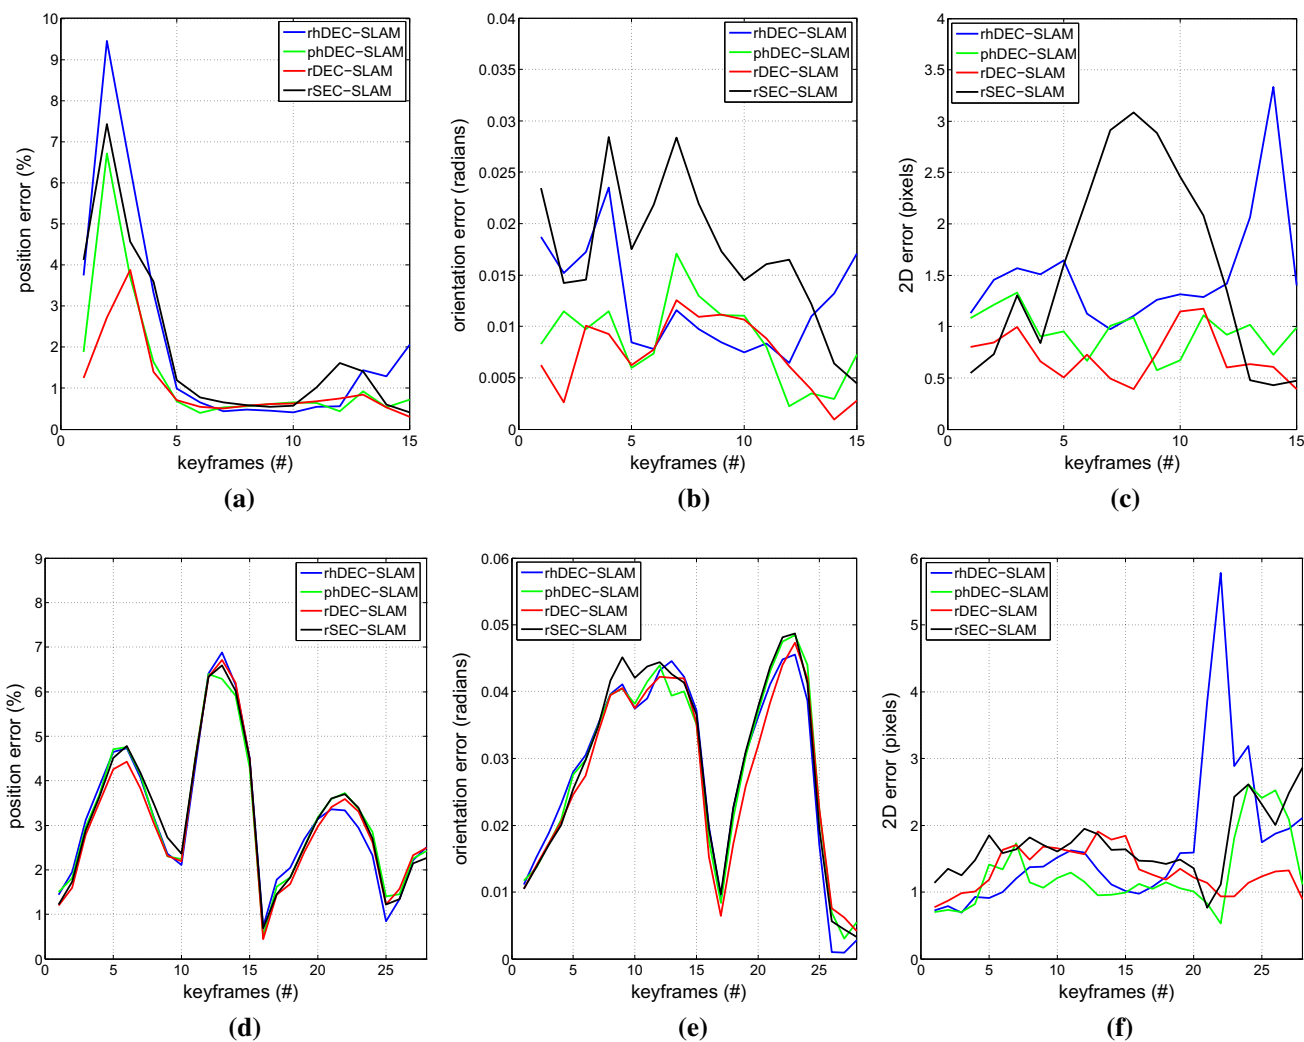 10
9
8
7
6
5
4
3
2
1
0
0 5 10 15
position error (%)
keyframes (#)
rhDEC−SLAM
phDEC−SLAM
rDEC−SLAM
rSEC−SLAM
(a)
0.04
0.035
0.03
0.025
0.02
0.015
0.01
0.005
0
0 5 10 15
orientation error (radians)
keyframes (#)
rhDEC−SLAM
phDEC−SLAM
rDEC−SLAM
rSEC−SLAM
(b)
4
3.5
3
2.5
2
1.5
1
0.5
0
0 5 10 15
2D error (pixels)
keyframes (#)
rhDEC−SLAM
phDEC−SLAM
rDEC−SLAM
rSEC−SLAM
(c)
9
8
7
6
5
4
3
2
1
0
0 5 10 15 20 25
position error (%)
keyframes (#)
rhDEC−SLAM
phDEC−SLAM
rDEC−SLAM
rSEC−SLAM
(d)
0.06
0.05
0.04
0.03
0.02
0.01
0
0 5 10 15 20 25
orientation error (radians)
keyframes (#)
rhDEC−SLAM
phDEC−SLAM
rDEC−SLAM
rSEC−SLAM
(e)
6
5
4
3
2
1
0
0 5 10 15 20 25
2D error (pixels)
keyframes (#)
rhDEC−SLAM
phDEC−SLAM
rDEC−SLAM
rSEC−SLAM
(f)